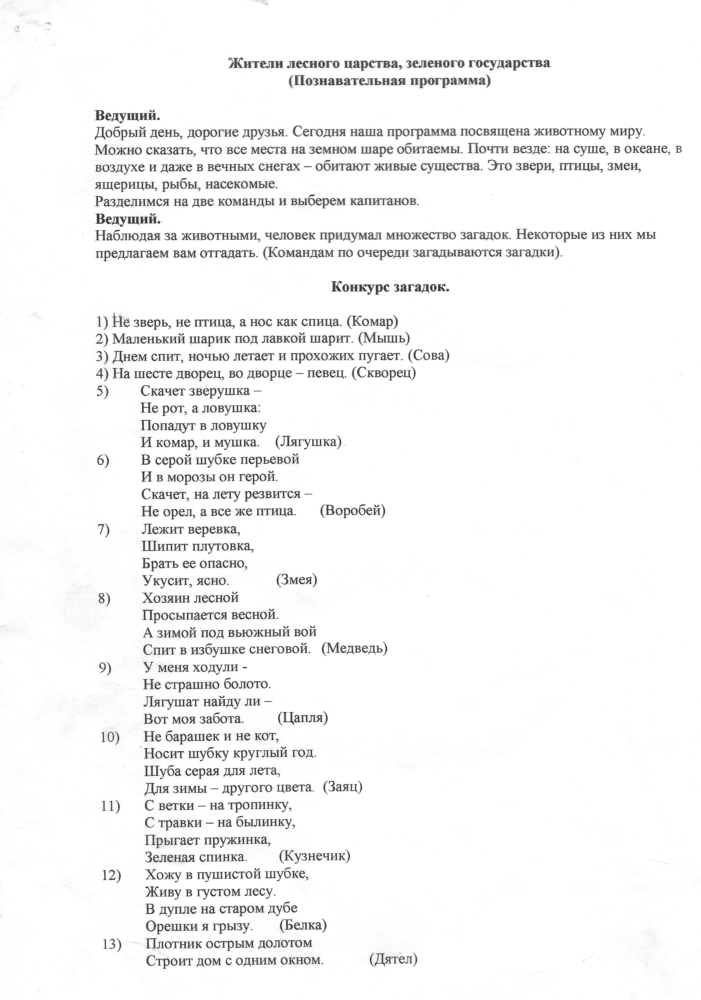 Жители лесного царства, зеленого государства
(Познавательная программа)
Ведущий.
Добрый день, дорогие друзья. Сегодня наша программа посвящена животному миру.
Можно сказать, что все места на земном шаре обитаемы. Почти везде: на суше, в океане, в
воздухе и даже в вечных снегах – обитают живые существа. Это звери, птицы, змеи,
ящерицы, рыбы, насекомые.
Разделимся на две команды и выберем капитанов.
Ведущий.
Наблюдая за животными, человек придумал множество загадок. Некоторые из них мы
предлагаем вам отгадать. (Командам по очереди загадываются загадки).
Конкурс загадок.
1) Не зверь, не птица, а нос как спица. (Комар)
2) Маленький шарик под лавкой шарит. (Мышь)
3) Днем спит, ночью летает и прохожих пугает. (Сова)
4) На шесте дворец, во дворце – певец. (Скворец)
5) Скачет зверушка –
Не рот, а ловушка:
Попадут в ловушку
И комар, и мушка. (Лягушка)
6) В серой шубке перьевой
И в морозы он герой.
Скачет, на лету резвится –
Не орел, а все же птица. (Воробей)
7) Лежит веревка,
Шипит плутовка,
Брать ее опасно,
Укусит, ясно. (Змея)
8) Хозяин лесной
Просыпается весной.
А зимой под вьюжный вой
Спит в избушке снеговой. (Медведь)
9) У меня ходули -
Не страшно болото.
Лягушат найду ли –
Вот моя забота. (Цапля)
10) Не барашек и не кот,
Носит шубку круглый год.
Шуба серая для лета,
Для зимы – другого цвета. (Заяц)
11) С ветки – на тропинку,
С травки – на былинку,
Прыгает пружинка,
Зеленая спинка. (Кузнечик)
12) Хожу в пушистой шубке,
Живу в густом лесу.
В дупле на старом дубе
Орешки я грызу. (Белка)
13) Плотник острым долотом
Строит дом с одним окном. (Дятел)